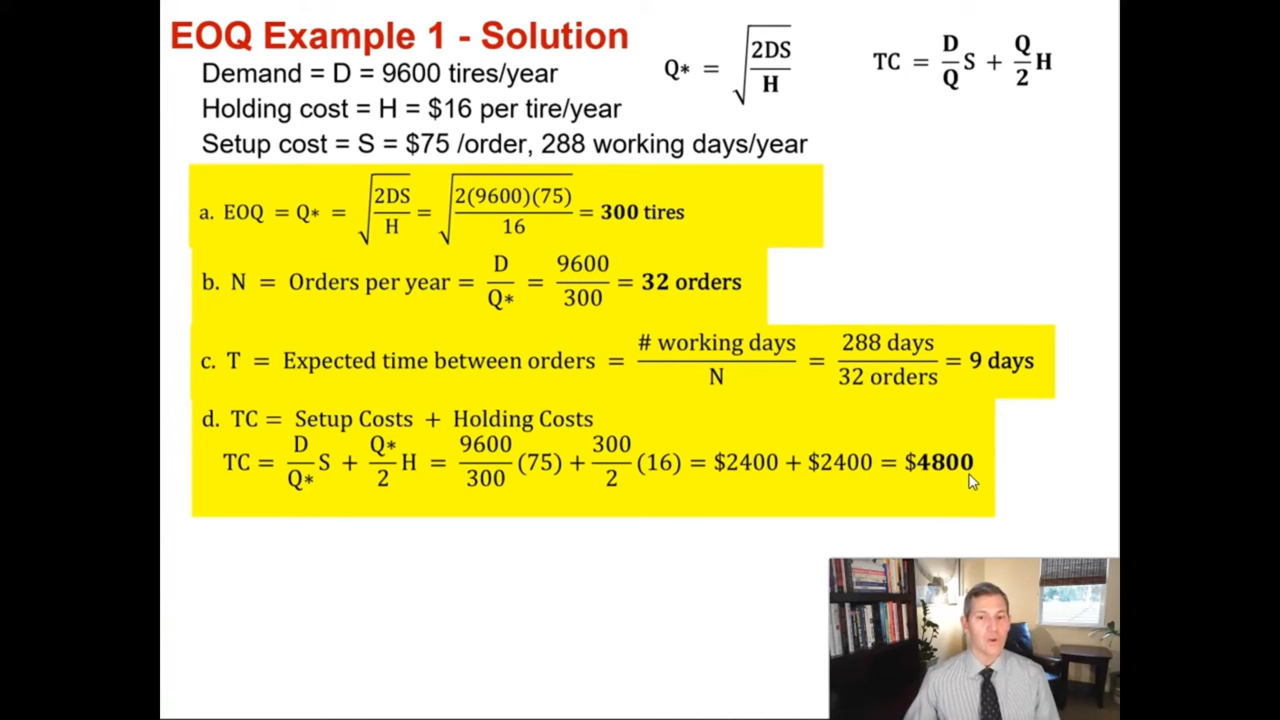 EOQ Example 1 - Solution
Demand = D = 9600 tires/year
Holding cost = H = $16 per tire/year
Setup cost = S = $75 /order, 288 working days/year
Q* = √(2DS/H)
TC = D/Q S + Q/2 H
a. EOQ = Q* = √(2DS/H) = √(2(9600)(75)/16) = 300 tires
b. N = Orders per year = D/Q* = 9600/300 = 32 orders
c. T = Expected time between orders = # working days/N = 288 days/32 orders = 9 days
d. TC = Setup Costs + Holding Costs
TC = D/Q* S + Q*/2 H = 9600/300 (75) + 300/2 (16) = $2400 + $2400 = $4800